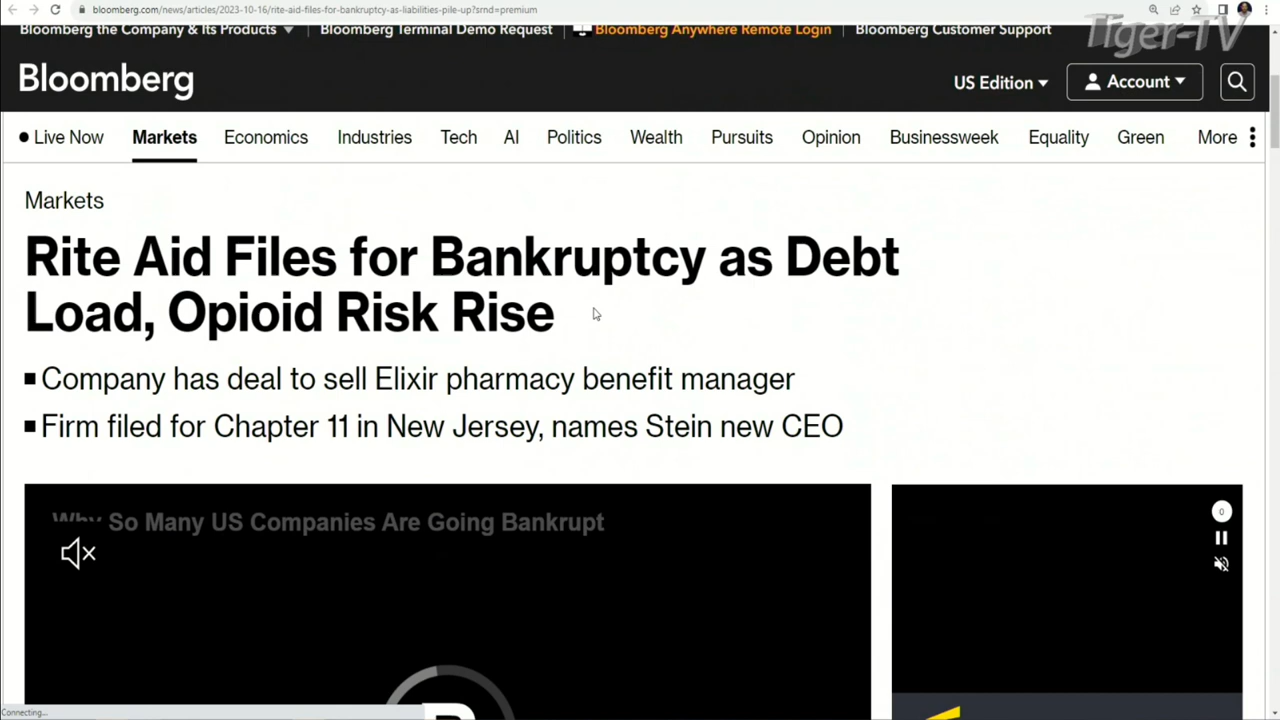 bloomberg.com/news/articles/2023-10-16/rite-aid-files-for-bankruptcy-as-liabilities-pile-up?srnd=premium
Tiger-TV
Bloomberg the Company & Its Products Bloomberg Terminal Demo Request Bloomberg Anywhere Remote Login Bloomberg Customer Support
Bloomberg US Edition Account
Live Now Markets Economics Industries Tech AI Politics Wealth Pursuits Opinion Businessweek Equality Green More
Markets
Rite Aid Files for Bankruptcy as Debt
Load, Opioid Risk Rise
Company has deal to sell Elixir pharmacy benefit manager
Firm filed for Chapter 11 in New Jersey, names Stein new CEO
Why So Many US Companies Are Going Bankrupt
0
B
Connecting...